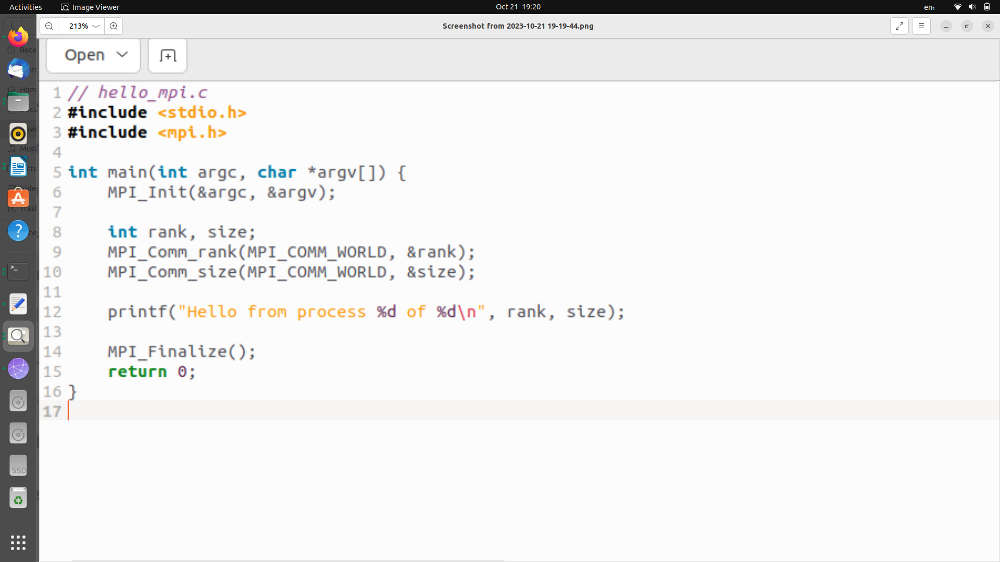 Activities
Image Viewer
Oct 21 19:20
en₁
213%
Screenshot from 2023-10-21 19-19-44.png
Open
1 // hello_mpi.c
2 #include <stdio.h>
3 #include <mpi.h>
4
5 int main(int argc, char *argv[]) {
6     MPI_Init(&argc, &argv);
7
8     int rank, size;
9     MPI_Comm_rank(MPI_COMM_WORLD, &rank);
10     MPI_Comm_size(MPI_COMM_WORLD, &size);
11
12     printf("Hello from process %d of %d\n", rank, size);
13
14     MPI_Finalize();
15     return 0;
16 }
17
SSD